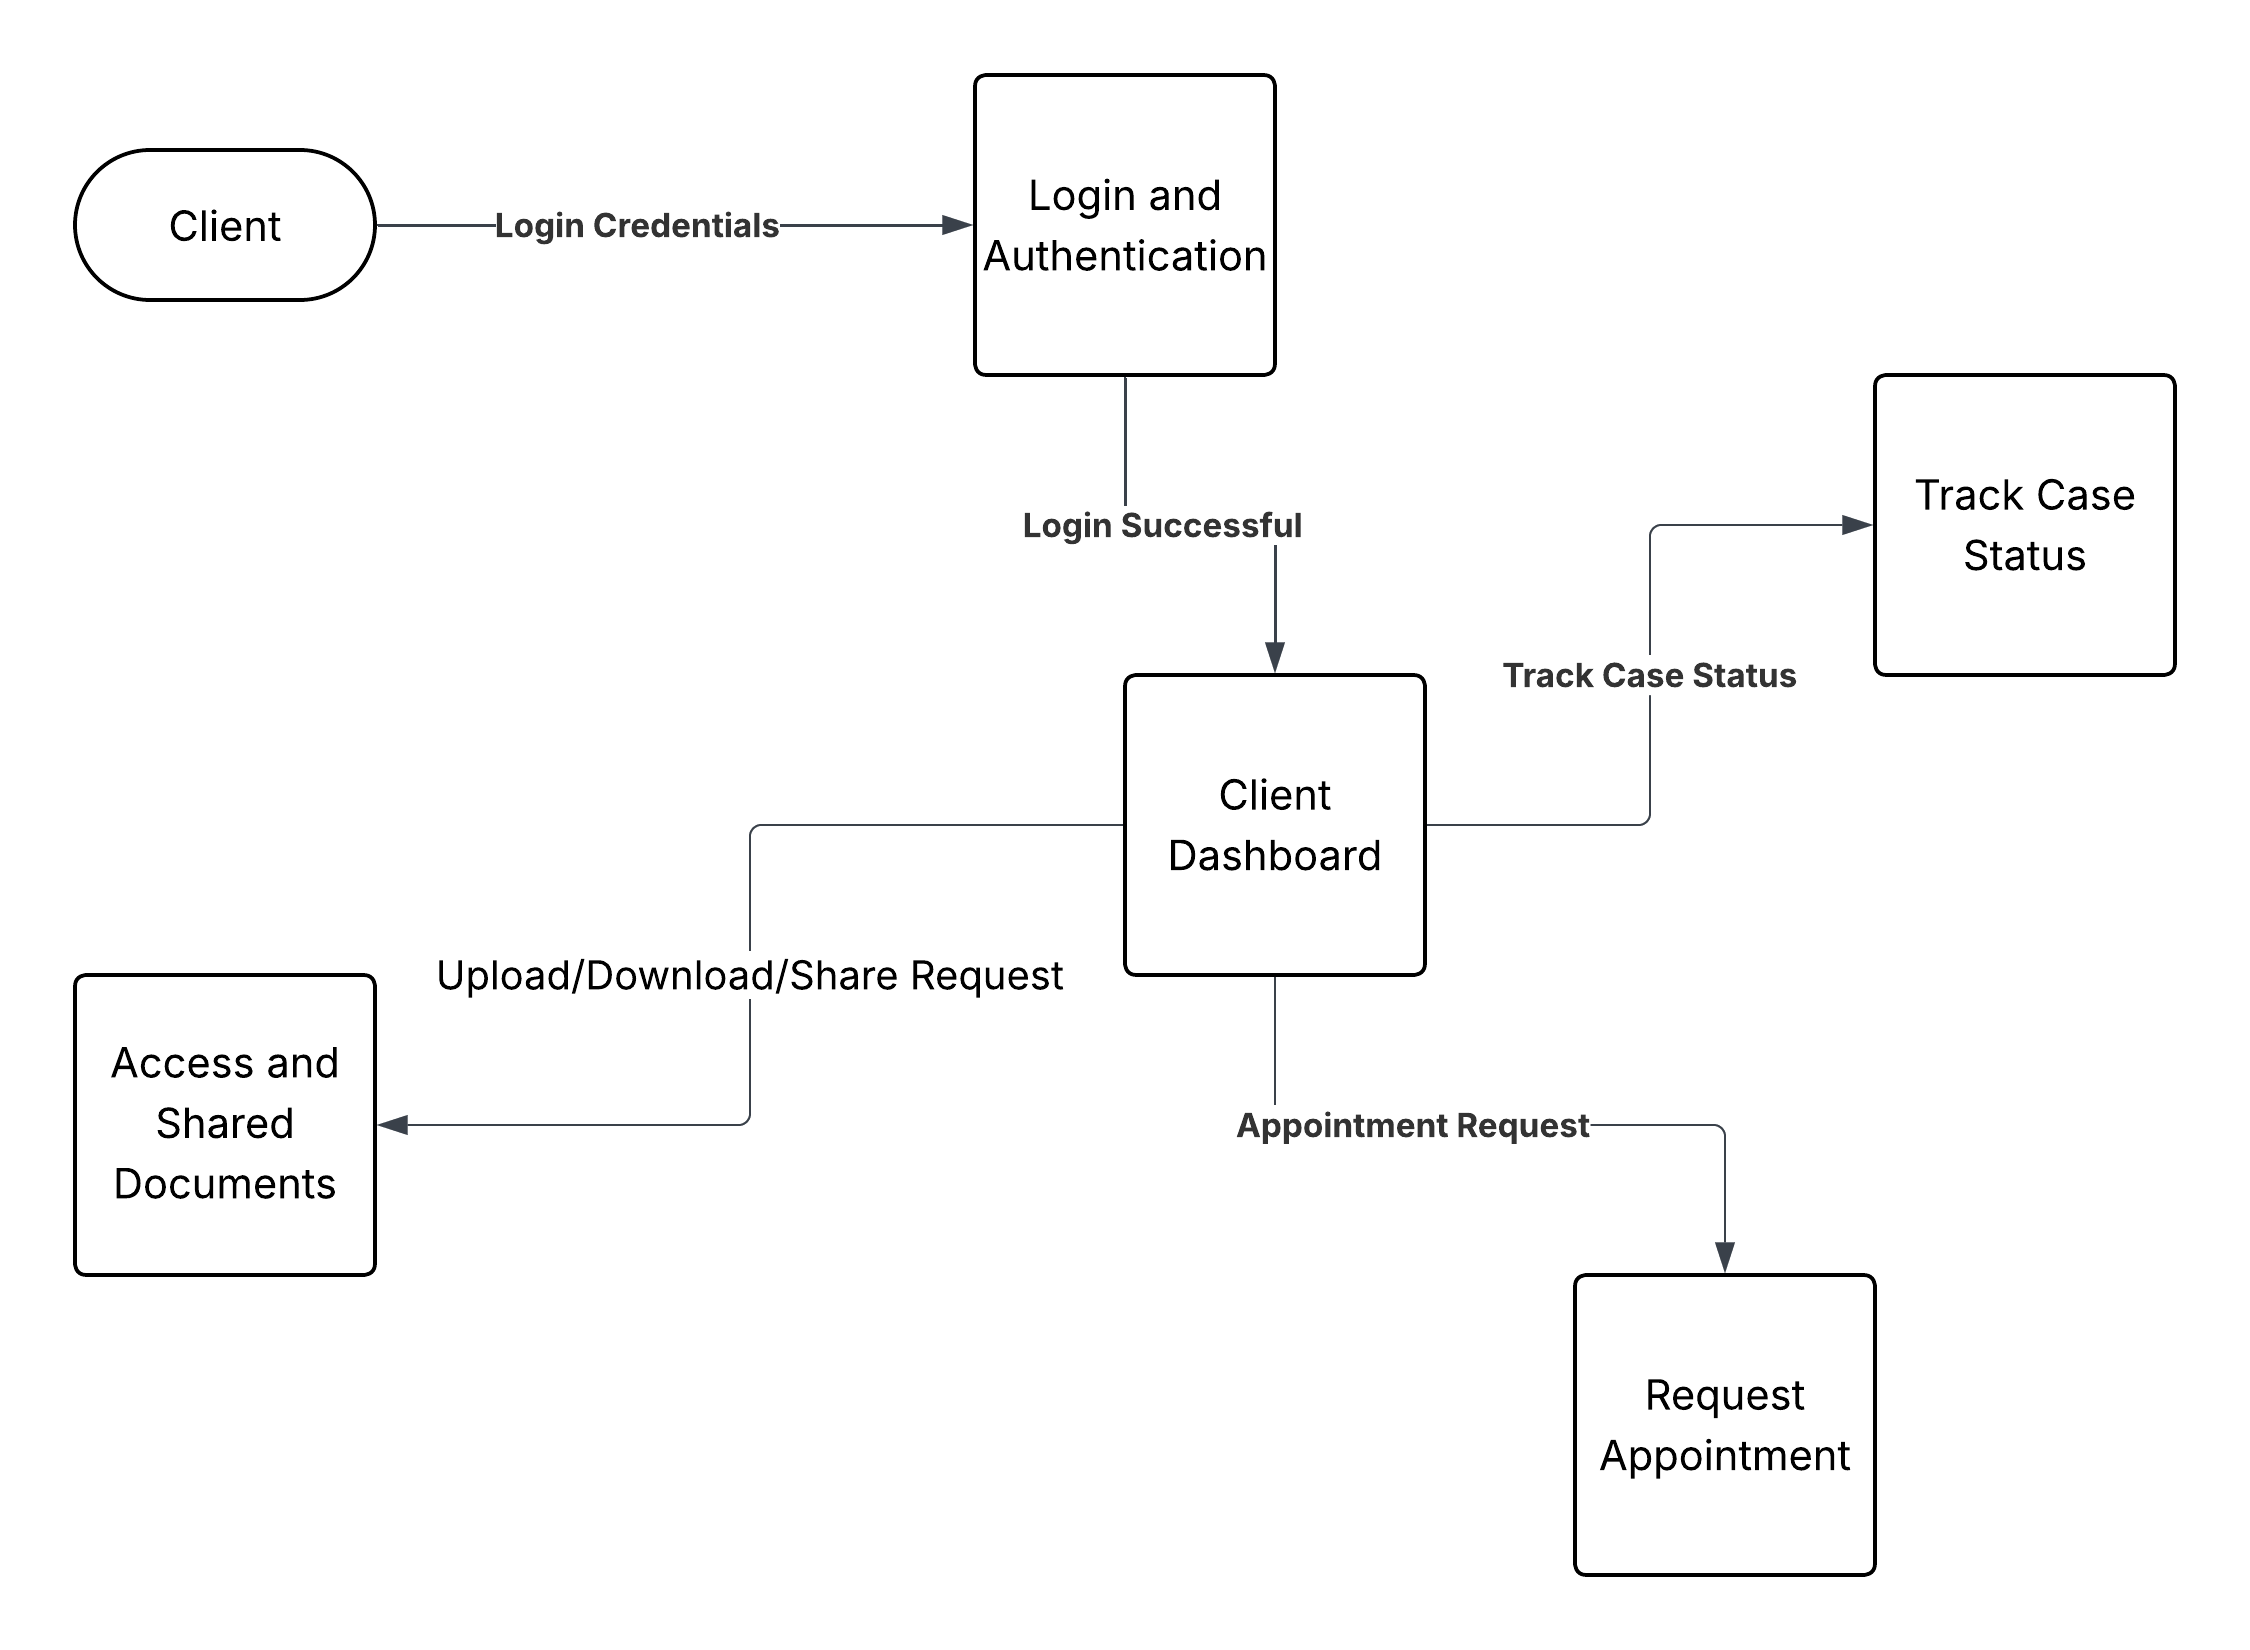 Client
Login Credentials
Login and
Authentication
Login Successful
Track Case
Status
Track Case Status
Client
Dashboard
Upload/Download/Share Request
Access and
Shared
Documents
Appointment Request
Request
Appointment